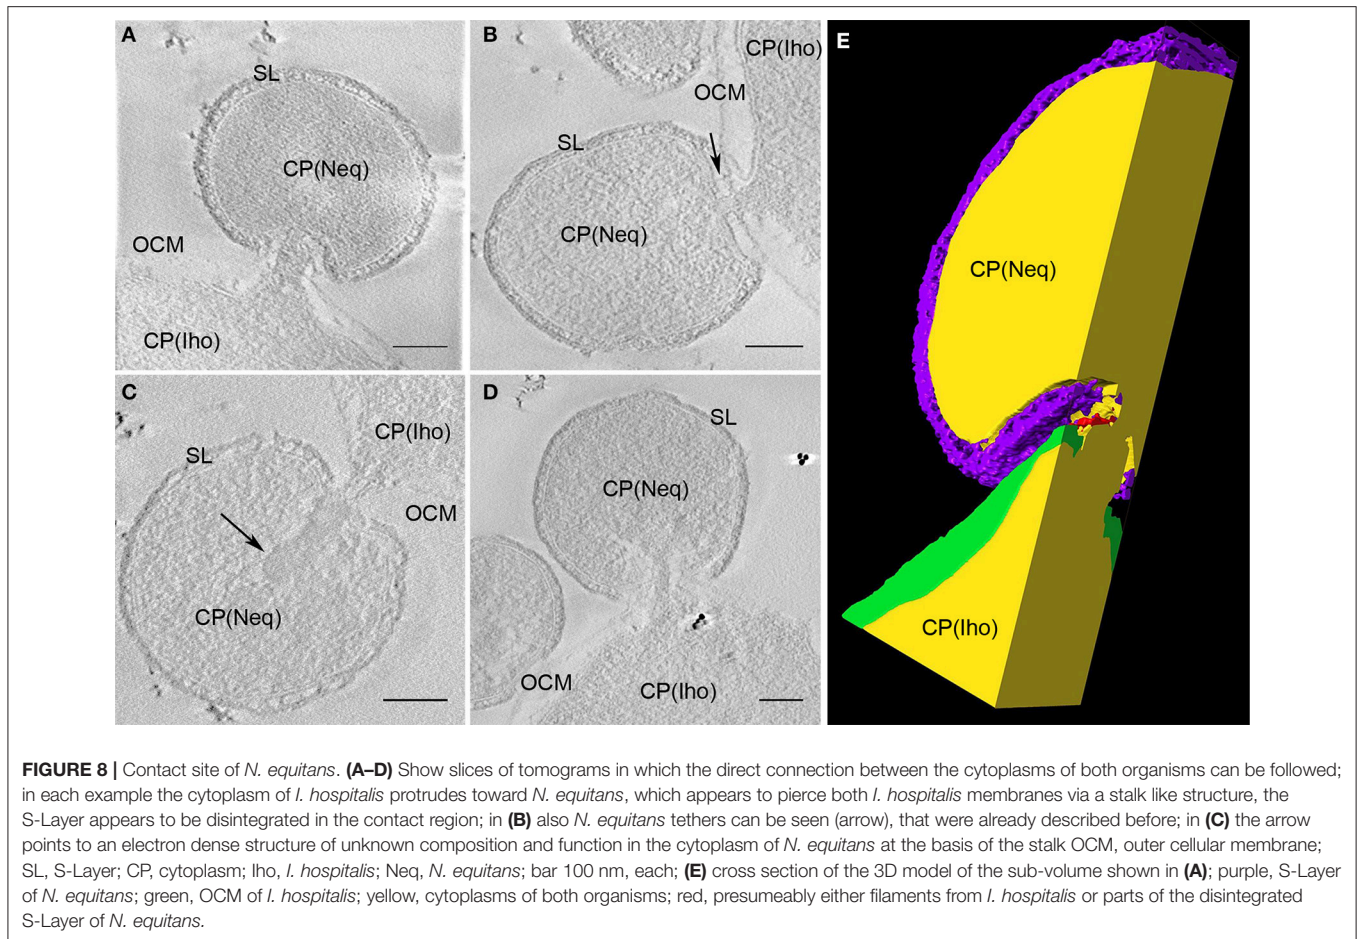 A
SL
CP(Neq)
OCM
CP(Iho)
B
CP(Iho)
OCM
SL
CP(Neq)
C
CP(Iho)
SL
OCM
CP(Neq)
D
SL
CP(Neq)
OCM
CP(Iho)
E
CP(Neq)
CP(Iho)
FIGURE 8 | Contact site of N. equitans. (A–D) Show slices of tomograms in which the direct connection between the cytoplasms of both organisms can be followed;
in each example the cytoplasm of I. hospitalis protrudes toward N. equitans, which appears to pierce both I. hospitalis membranes via a stalk like structure, the
S-Layer appears to be disintegrated in the contact region; in (B) also N. equitans tethers can be seen (arrow), that were already described before; in (C) the arrow
points to an electron dense structure of unknown composition and function in the cytoplasm of N. equitans at the basis of the stalk OCM, outer cellular membrane;
SL, S-Layer; CP, cytoplasm; Iho, I. hospitalis; Neq, N. equitans; bar 100 nm, each; (E) cross section of the 3D model of the sub-volume shown in (A); purple, S-Layer
of N. equitans; green, OCM of I. hospitalis; yellow, cytoplasms of both organisms; red, presumeably either filaments from I. hospitalis or parts of the disintegrated
S-Layer of N. equitans.